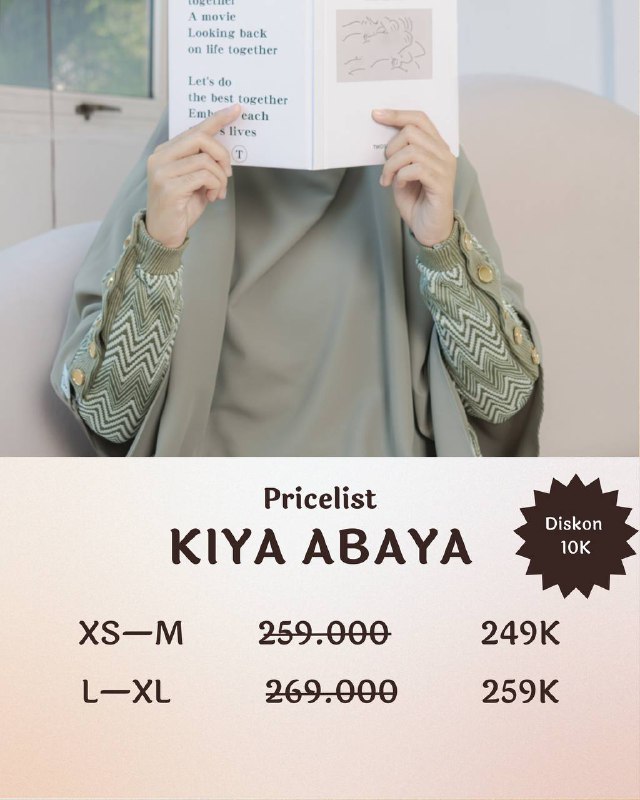 together
A movie
Looking back
on life together
Let's do
the best together
each
lives
T
Pricelist
KIYA ABAYA
Diskon
10K
XS—M 259.000 249K
L—XL 269.000 259K